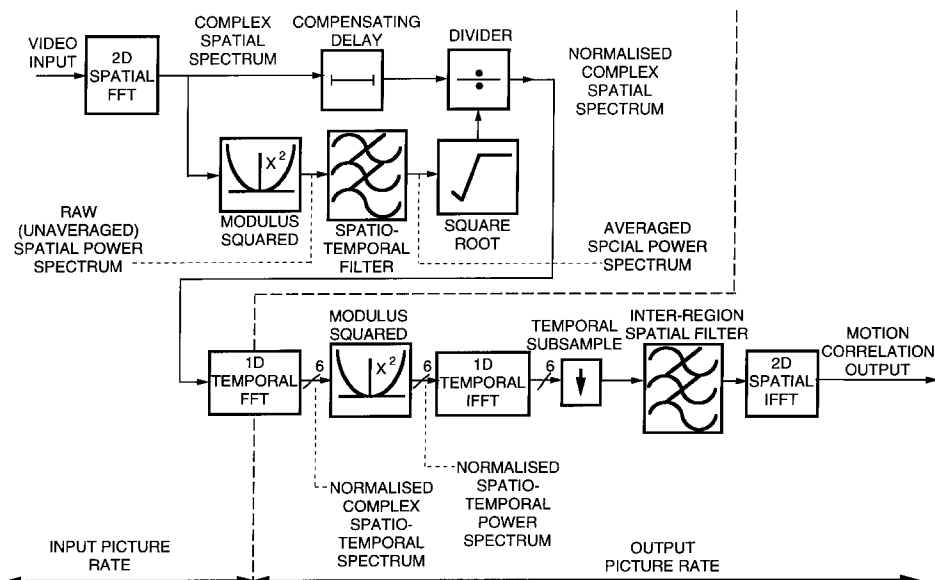 VIDEO
INPUT
2D
SPATIAL
FFT
COMPLEX
SPATIAL
SPECTRUM
COMPENSATING
DELAY
DIVIDER
NORMALISED
COMPLEX
SPATIAL
SPECTRUM
X²
MODULUS
SQUARED
SPATIO-
TEMPORAL
FILTER
SQUARE
ROOT
RAW
(UNAVERAGED)
SPATIAL POWER
SPECTRUM
AVERAGED
SPCIAL POWER
SPECTRUM
1D
TEMPORAL
FFT
6
MODULUS
SQUARED
X²
6
1D
TEMPORAL
IFFT
6
TEMPORAL
SUBSAMPLE
INTER-REGION
SPATIAL FILTER
2D
SPATIAL
IFFT
MOTION
CORRELATION
OUTPUT
NORMALISED
COMPLEX
SPATIO-
TEMPORAL
SPECTRUM
NORMALISED
SPATIO-
TEMPORAL
POWER
SPECTRUM
INPUT PICTURE
RATE
OUTPUT
PICTURE RATE